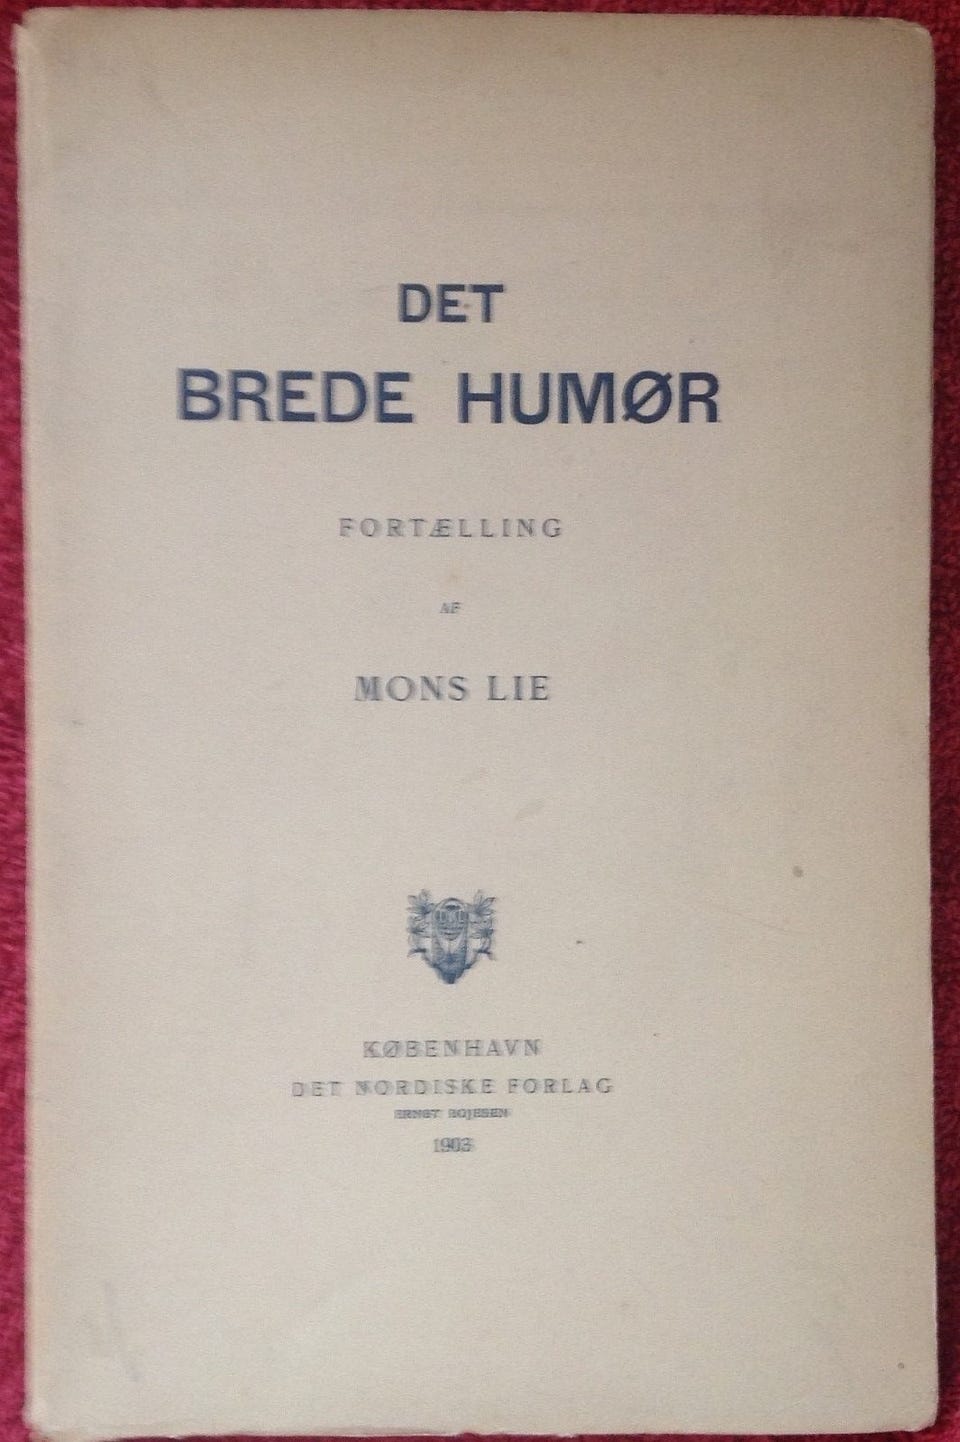 DET
BREDE HUMØR
FORTÆLLING
AF
MONS LIE
KØBENHAVN
DET NORDISKE FORLAG
ERNST BOJESEN
1903